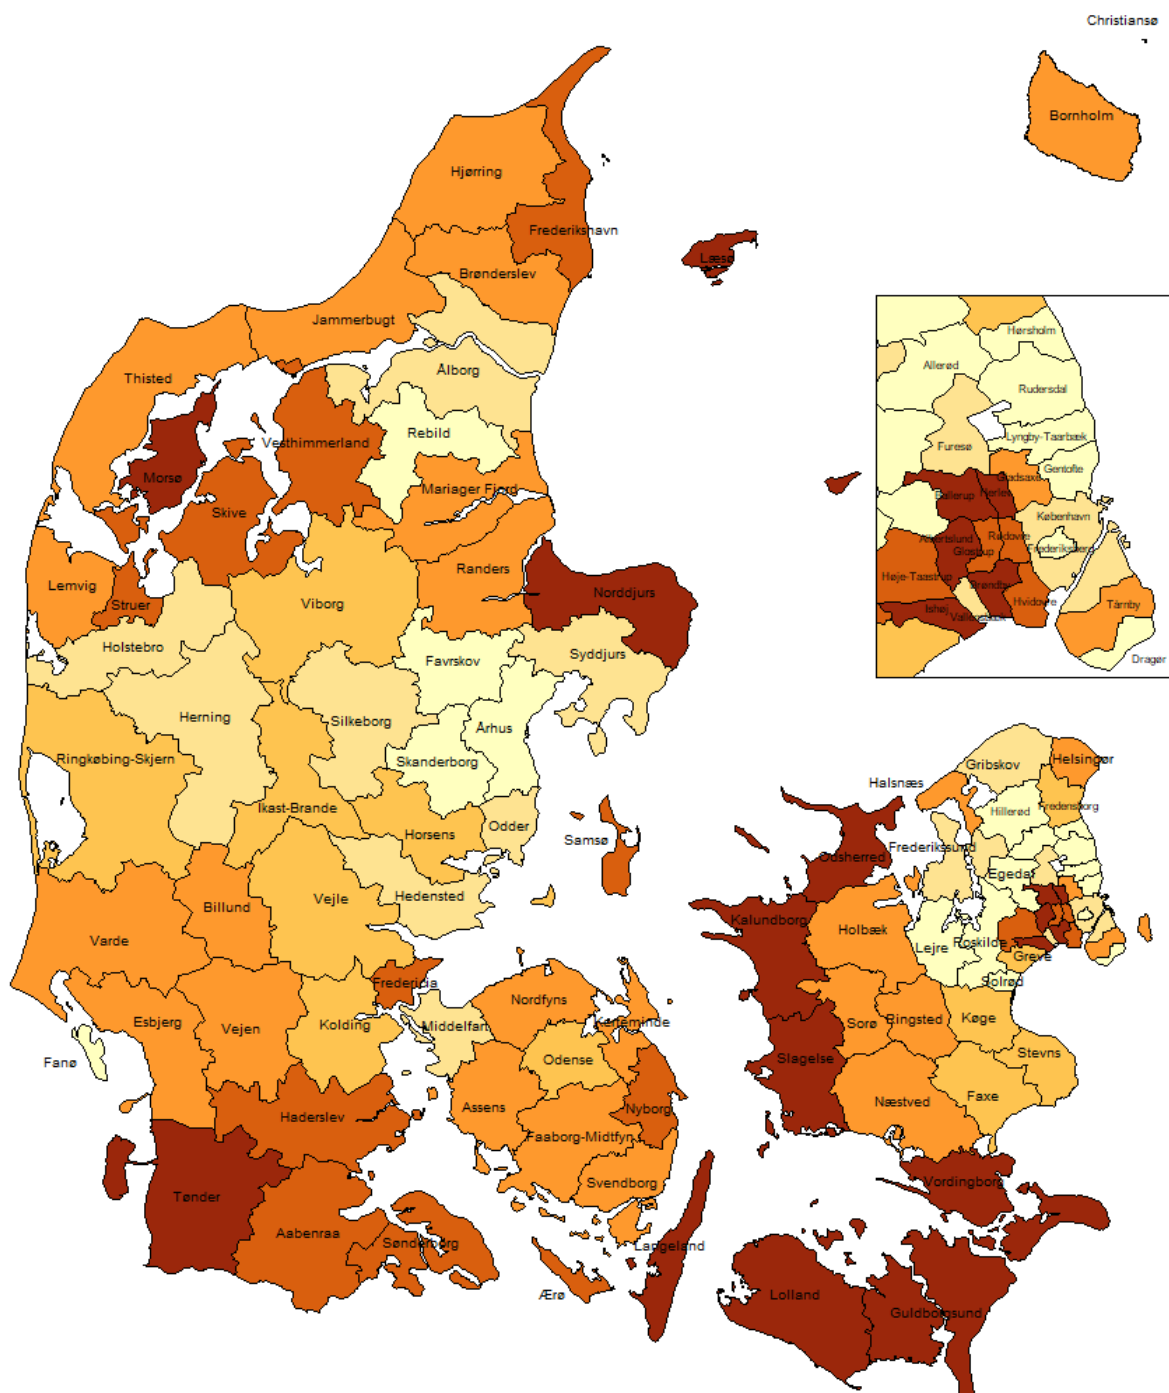 Christiansø
Bornholm
Hjørring
Frederikshavn
Læsø
Brønderslev
Jammerbugt
Ålborg
Thisted
Rebild
Vesthimmerland
Morsø
Mariager Fjord
Skive
Randers
Norddjurs
Lemvig
Struer
Viborg
Holstebro
Favrskov
Syddjurs
Herning
Silkeborg
Århus
Ringkøbing-Skjern
Skanderborg
Ikast-Brande
Horsens
Odder
Samsø
Hedensted
Vejle
Billund
Varde
Fredericia
Esbjerg
Vejen
Kolding
Middelfart
Nordfyns
Kerteminde
Fanø
Odense
Haderslev
Assens
Nyborg
Faaborg-Midtfyn
Svendborg
Tønder
Aabenraa
Sønderborg
Langeland
Ærø
Hørsholm
Allerød
Rudersdal
Lyngby-Taarbæk
Furesø
Gentofte
Gladsaxe
Ballerup
Herlev
København
Albertslund
Rødovre
Frederiksberg
Glostrup
Høje-Taastrup
Brøndby
Ishøj
Vallensbæk
Hvidovre
Tårnby
Dragør
Helsingør
Gribskov
Halsnæs
Hillerød
Fredensborg
Frederikssund
Odsherred
Egedal
Kalundborg
Holbæk
Lejre
Roskilde
Greve
Solrød
Sorø
Ringsted
Køge
Stevns
Slagelse
Næstved
Faxe
Vordingborg
Lolland
Guldborgsund